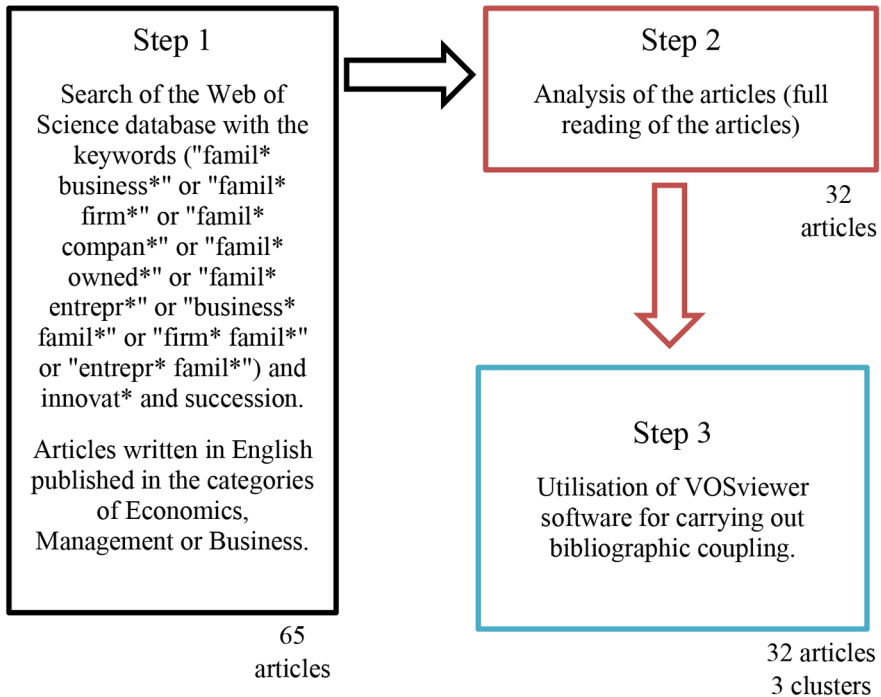 Step 1
Search of the Web of
Science database with the
keywords ("famil*
business*" or "famil*
firm*" or "famil*
compan*" or "famil*
owned*" or "famil*
entrepr*" or "business*
famil*" or "firm* famil*"
or "entrepr* famil*") and
innovat* and succession.
Articles written in English
published in the categories
of Economics,
Management or Business.
65
articles
Step 2
Analysis of the articles (full
reading of the articles)
32
articles
Step 3
Utilisation of VOSviewer
software for carrying out
bibliographic coupling.
32 articles
3 clusters